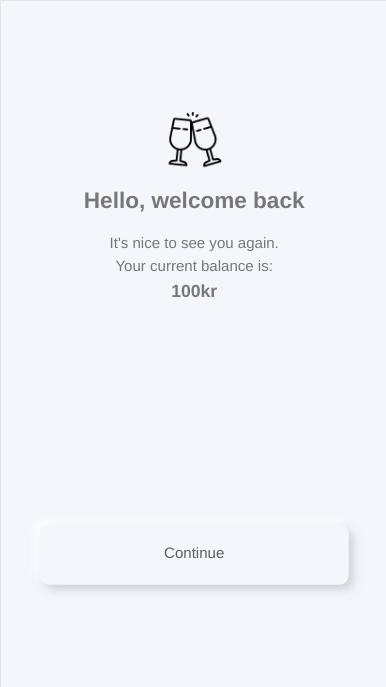 Hello, welcome back
It's nice to see you again.
Your current balance is:
100kr
Continue